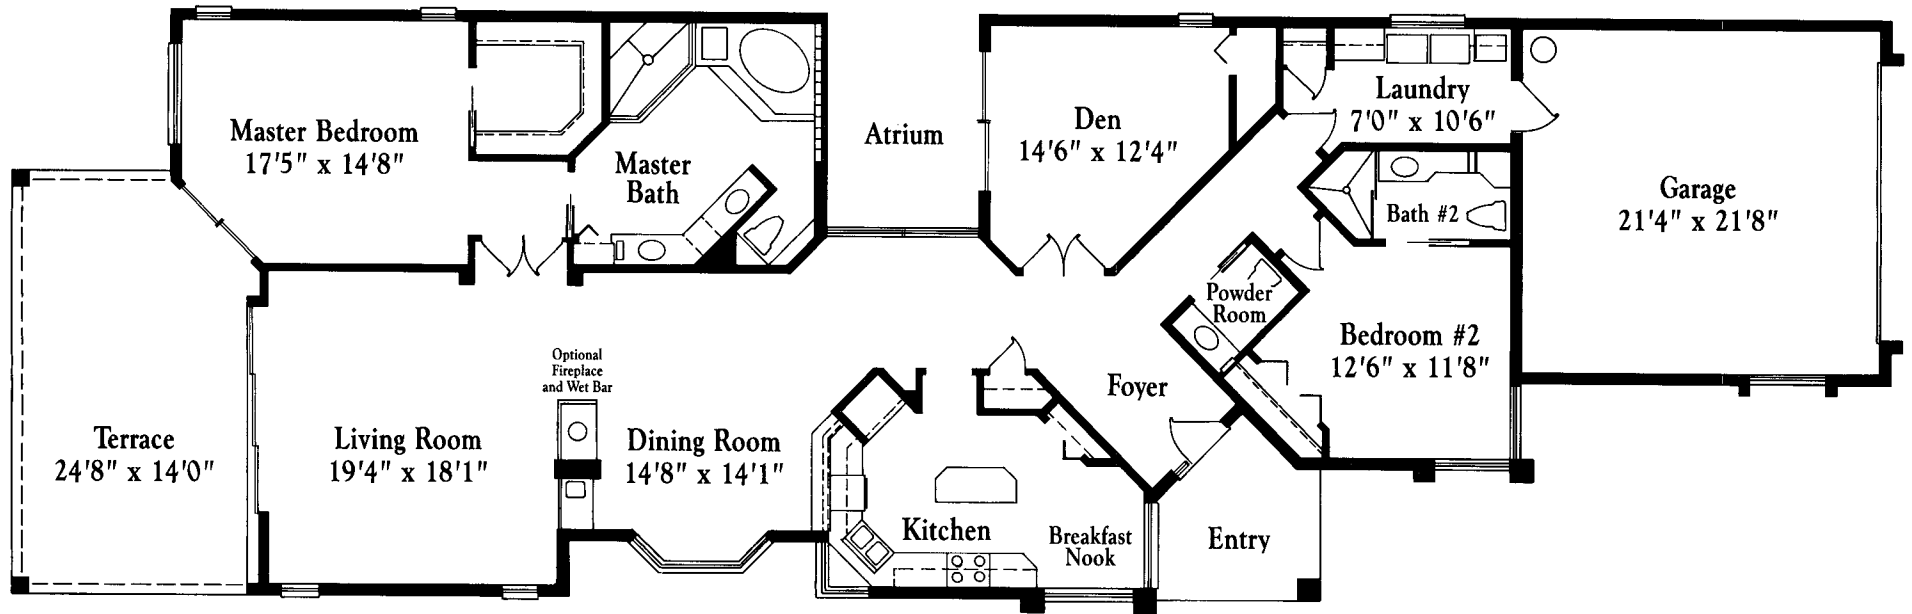 Master Bedroom
17'5" x 14'8"
Master
Bath
Atrium
Den
14'6" x 12'4"
Laundry
7'0" x 10'6"
Bath #2
Garage
21'4" x 21'8"
Powder
Room
Bedroom #2
12'6" x 11'8"
Optional
Fireplace
and Wet Bar
Foyer
Terrace
24'8" x 14'0"
Living Room
19'4" x 18'1"
Dining Room
14'8" x 14'1"
Kitchen
Breakfast
Nook
Entry